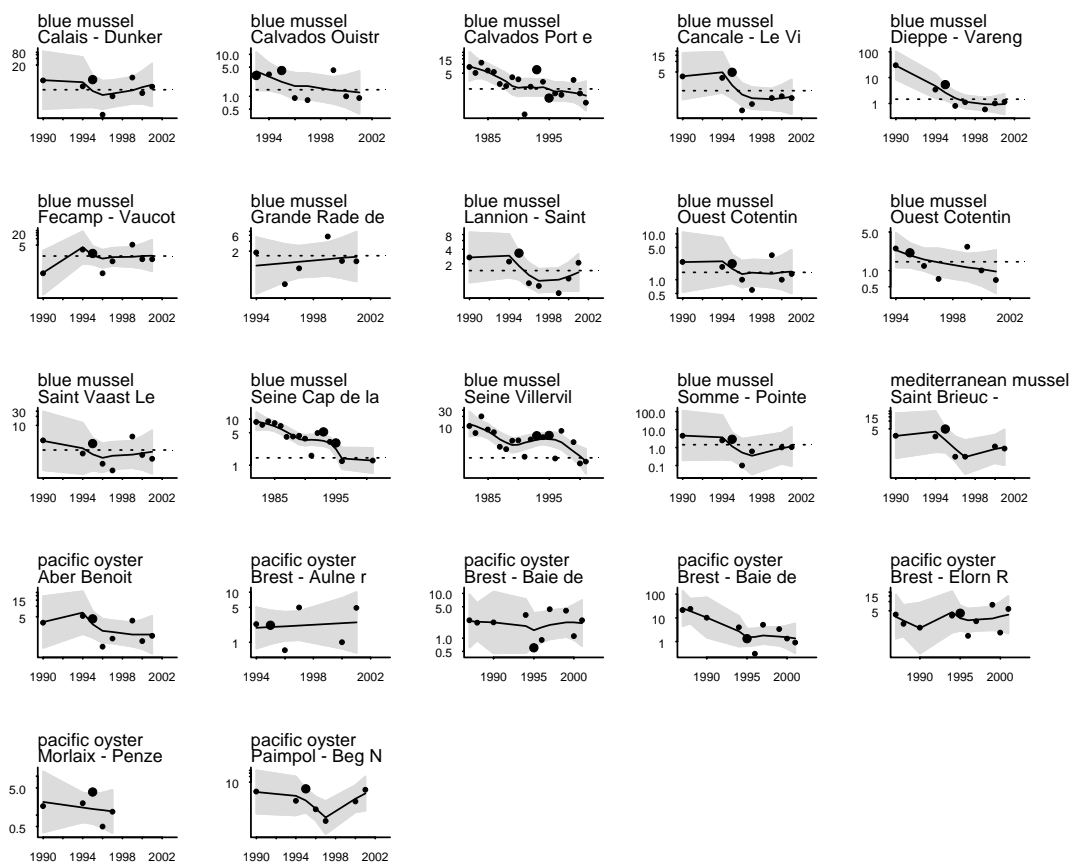 blue mussel
Calais - Dunker
80
20
1990 1994 1998 2002
blue mussel
Calvados Ouistr
10.0
5.0
1.0
0.5
1994 1998 2002
blue mussel
Calvados Port e
15
5
1985 1995
blue mussel
Cancale - Le Vi
15
5
1990 1994 1998 2002
blue mussel
Dieppe - Vareng
100
10
1
1990 1994 1998 2002
blue mussel
Fecamp - Vaucot
20
5
1990 1994 1998 2002
blue mussel
Grande Rade de
6
2
1994 1998 2002
blue mussel
Lannion - Saint
8
4
2
1990 1994 1998 2002
blue mussel
Ouest Cotentin
10.0
5.0
1.0
0.5
1990 1994 1998 2002
blue mussel
Ouest Cotentin
5.0
1.0
0.5
1994 1998 2002
blue mussel
Saint Vaast Le
30
10
1990 1994 1998 2002
blue mussel
Seine Cap de la
10
5
1
1985 1995
blue mussel
Seine Villervil
30
10
1985 1995
blue mussel
Somme - Pointe
100.0
10.0
1.0
0.1
1990 1994 1998 2002
mediterranean mussel
Saint Brieuc -
15
5
1990 1994 1998 2002
pacific oyster
Aber Benoit
15
5
1990 1994 1998 2002
pacific oyster
Brest - Aulne r
10
5
1
1994 1998 2002
pacific oyster
Brest - Baie de
10.0
5.0
1.0
0.5
1990 1995 2000
pacific oyster
Brest - Baie de
100
10
1
1990 1995 2000
pacific oyster
Brest - Elorn R
15
5
1990 1995 2000
pacific oyster
Morlaix - Penze
5.0
0.5
1990 1994 1998 2002
pacific oyster
Paimpol - Beg N
10
1990 1994 1998 2002